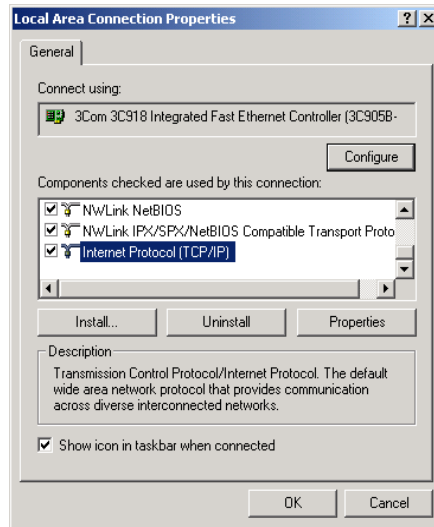 Local Area Connection Properties
General
Connect using:
3Com 3C918 Integrated Fast Ethernet Controller (3C905B-
Configure
Components checked are used by this connection:
NWLink NetBIOS
NWLink IPX/SPX/NetBIOS Compatible Transport Proto
Internet Protocol (TCP/IP)
Install... Uninstall Properties
Description
Transmission Control Protocol/Internet Protocol. The default
wide area network protocol that provides communication
across diverse interconnected networks.
Show icon in taskbar when connected
OK Cancel